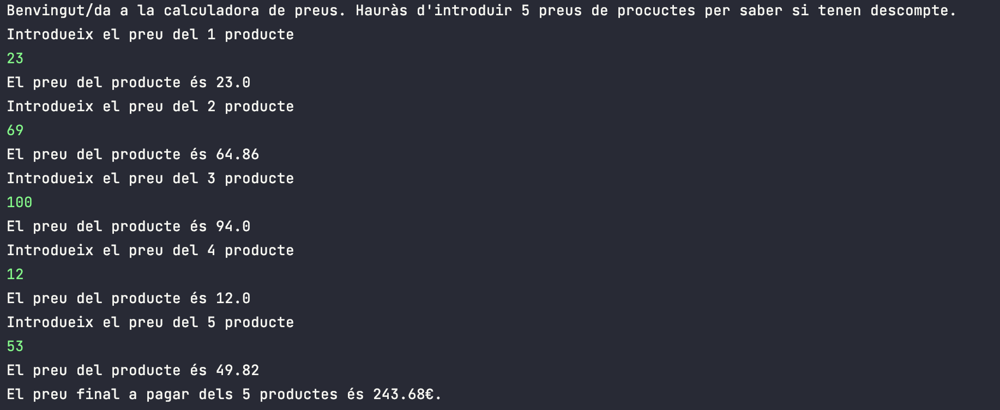 Benvingut/da a la calculadora de preus. Hauràs d'introduir 5 preus de procuctes per saber si tenen descompte.
Introdueix el preu del 1 producte
23
El preu del producte és 23.0
Introdueix el preu del 2 producte
69
El preu del producte és 64.86
Introdueix el preu del 3 producte
100
El preu del producte és 94.0
Introdueix el preu del 4 producte
12
El preu del producte és 12.0
Introdueix el preu del 5 producte
53
El preu del producte és 49.82
El preu final a pagar dels 5 productes és 243.68€.